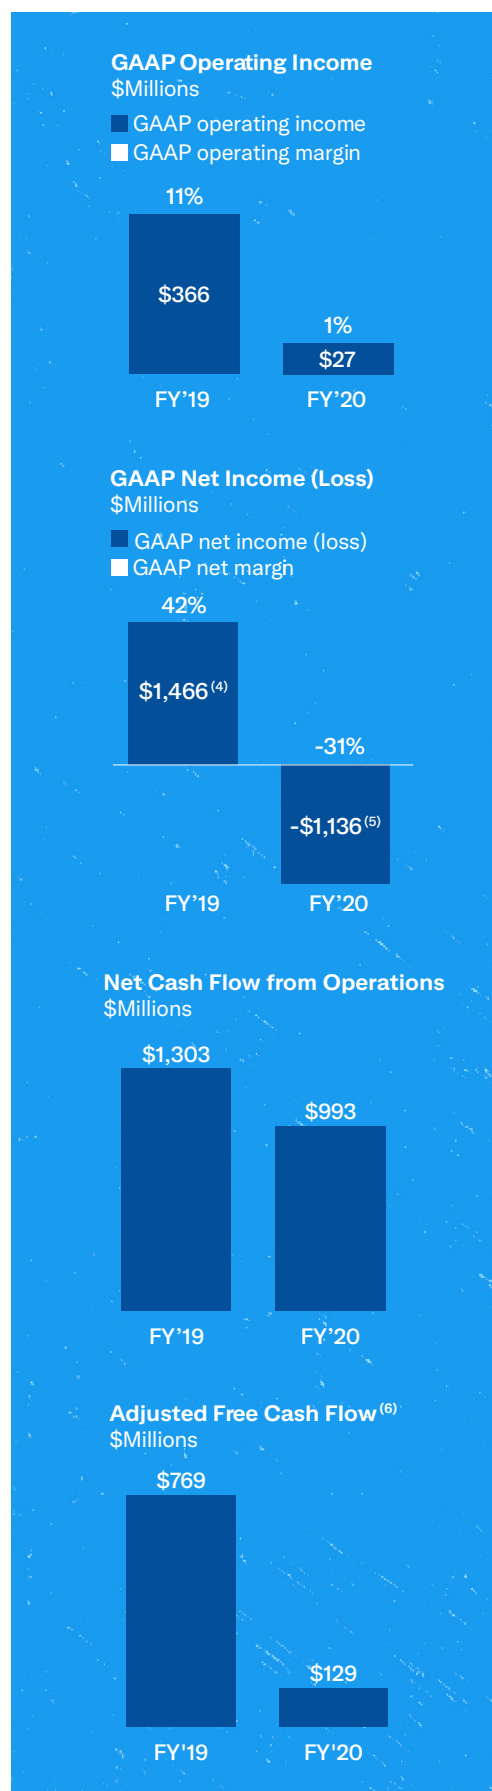 GAAP Operating Income
$Millions
GAAP operating income
GAAP operating margin
11%
$366
1%
$27
FY’19 FY’20
GAAP Net Income (Loss)
$Millions
GAAP net income (loss)
GAAP net margin
42%
$1,466(4)
-31%
-$1,136(5)
FY’19 FY’20
Net Cash Flow from Operations
$Millions
$1,303
$993
FY’19 FY’20
Adjusted Free Cash Flow(6)
$Millions
$769
$129
FY'19 FY'20